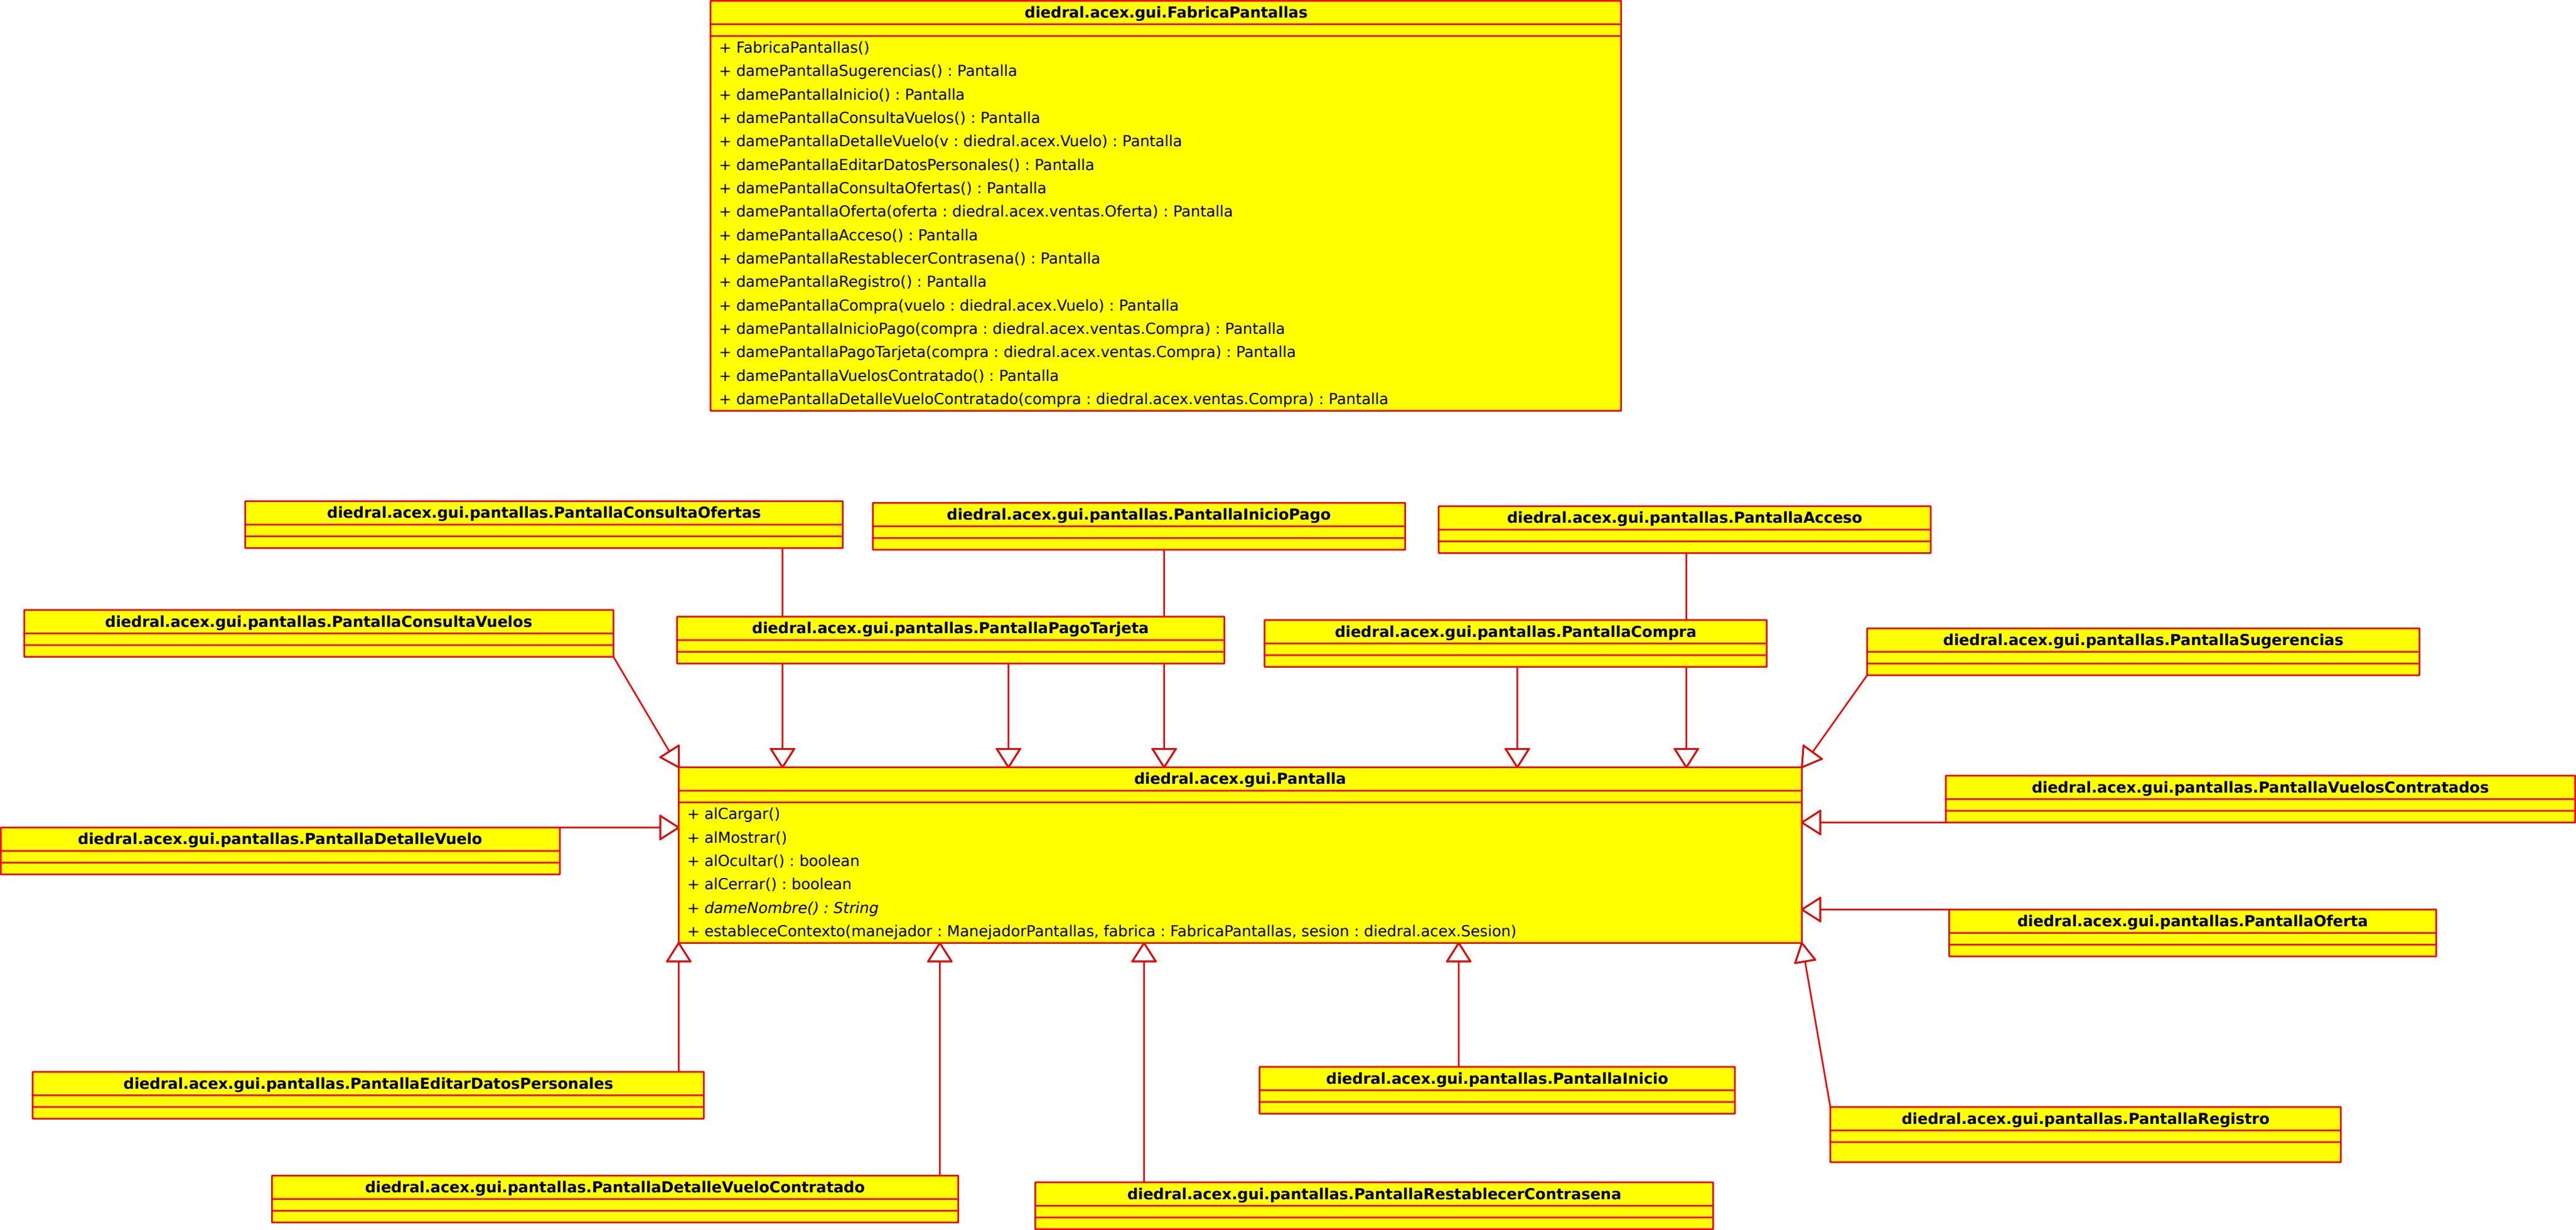 diedral.acex.gui.FabricaPantallas
+ FabricaPantallas()
+ damePantallaSugerencias() : Pantalla
+ damePantallaInicio() : Pantalla
+ damePantallaConsultaVuelos() : Pantalla
+ damePantallaDetalleVuelo(v : diedral.acex.Vuelo) : Pantalla
+ damePantallaEditarDatosPersonales() : Pantalla
+ damePantallaConsultaOfertas() : Pantalla
+ damePantallaOferta(oferta : diedral.acex.ventas.Oferta) : Pantalla
+ damePantallaAcceso() : Pantalla
+ damePantallaRestablecerContrasena() : Pantalla
+ damePantallaRegistro() : Pantalla
+ damePantallaCompra(vuelo : diedral.acex.Vuelo) : Pantalla
+ damePantallaInicioPago(compra : diedral.acex.ventas.Compra) : Pantalla
+ damePantallaPagoTarjeta(compra : diedral.acex.ventas.Compra) : Pantalla
+ damePantallaVuelosContratado() : Pantalla
+ damePantallaDetalleVueloContratado(compra : diedral.acex.ventas.Compra) : Pantalla
diedral.acex.gui.pantallas.PantallaConsultaOfertas
diedral.acex.gui.pantallas.PantallaInicioPago
diedral.acex.gui.pantallas.PantallaAcceso
diedral.acex.gui.pantallas.PantallaConsultaVuelos
diedral.acex.gui.pantallas.PantallaPagoTarjeta
diedral.acex.gui.pantallas.PantallaCompra
diedral.acex.gui.pantallas.PantallaSugerencias
diedral.acex.gui.Pantalla
+ alCargar()
+ alMostrar()
+ alOcultar() : boolean
+ alCerrar() : boolean
+ dameNombre() : String
+ estableceContexto(manejador : ManejadorPantallas, fabrica : FabricaPantallas, sesion : diedral.acex.Sesion)
diedral.acex.gui.pantallas.PantallaVuelosContratados
diedral.acex.gui.pantallas.PantallaDetalleVuelo
diedral.acex.gui.pantallas.PantallaOferta
diedral.acex.gui.pantallas.PantallaEditarDatosPersonales
diedral.acex.gui.pantallas.PantallaInicio
diedral.acex.gui.pantallas.PantallaRegistro
diedral.acex.gui.pantallas.PantallaDetalleVueloContratado
diedral.acex.gui.pantallas.PantallaRestablecerContrasena